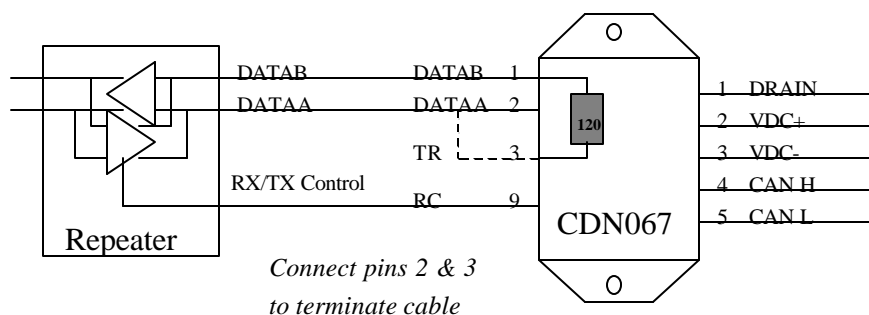 DATAB DATAB 1
DATAA DATAA 2
TR 3
RX/TX Control RC 9
Repeater
120
CDN067
1 DRAIN
2 VDC+
3 VDC-
4 CAN H
5 CAN L
Connect pins 2 & 3
to terminate cable